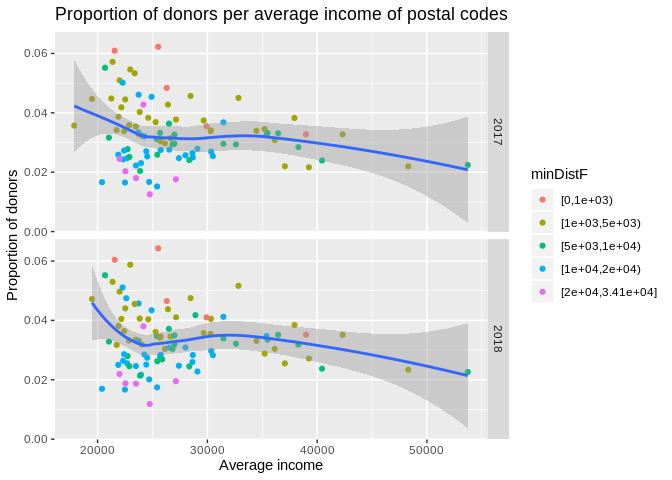 Proportion of donors per average income of postal codes
0.06
0.04
0.02
0.00
2017
0.06
0.04
0.02
0.00
2018
20000 30000 40000 50000
Average income
Proportion of donors
minDistF
[0,1e+03)
[1e+03,5e+03)
[5e+03,1e+04)
[1e+04,2e+04)
[2e+04,3.41e+04]